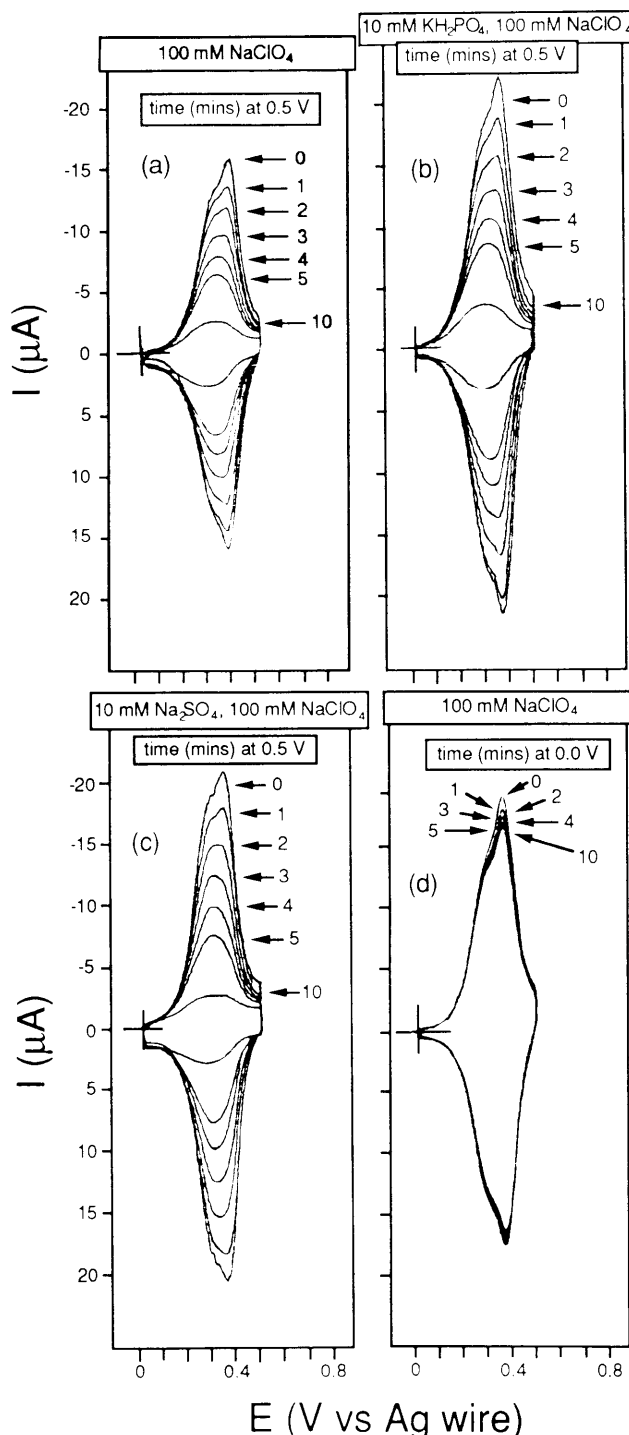 100 mM NaClO₄
time (mins) at 0.5 V
(a)
0
1
2
3
4
5
10
-20
-15
-10
-5
0
5
10
15
20
I (µA)
10 mM KH₂PO₄, 100 mM NaClO₄
time (mins) at 0.5 V
(b)
0
1
2
3
4
5
10
10 mM Na₂SO₄, 100 mM NaClO₄
time (mins) at 0.5 V
(c)
0
1
2
3
4
5
10
-20
-15
-10
-5
0
5
10
15
20
I (µA)
0 0.4 0.8
100 mM NaClO₄
time (mins) at 0.0 V
0
1
2
3
4
5
10
(d)
0 0.4 0.8
E (V vs Ag wire)